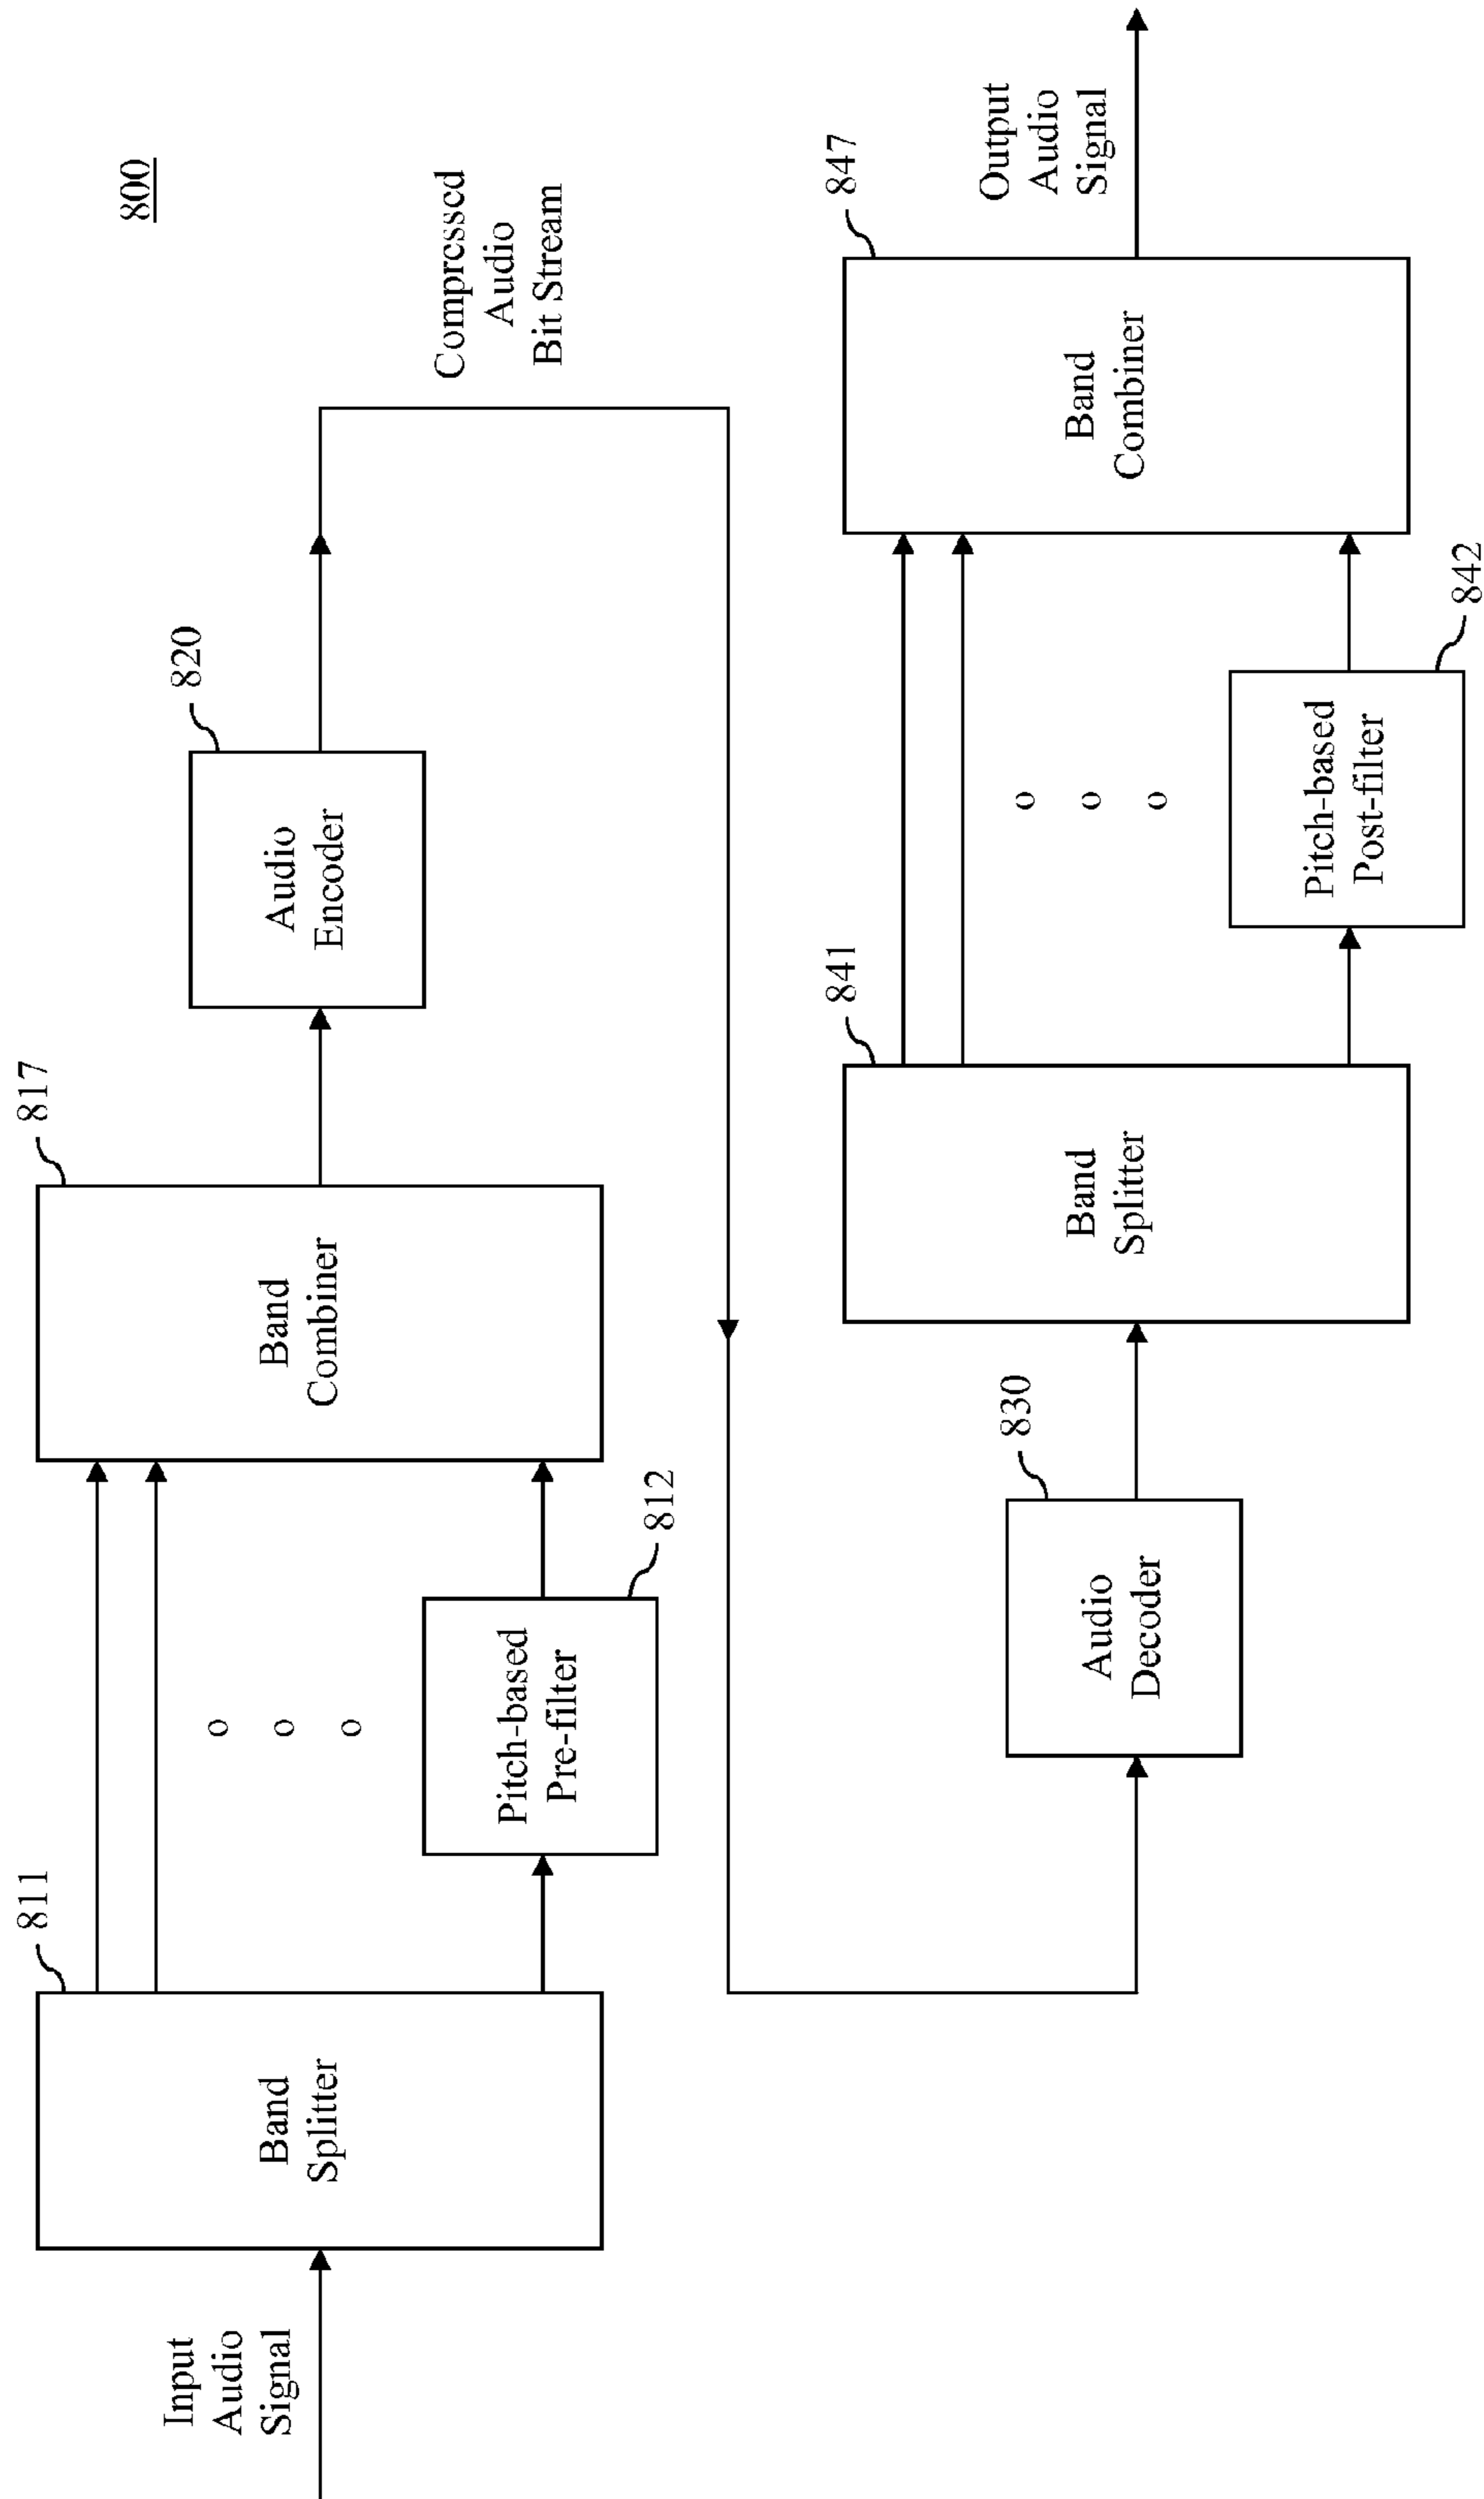 800
Input
Audio
Signal
811
Band
Splitter
Pitch-based
Pre-filter
812
o
o
o
817
Band
Combiner
820
Audio
Encoder
Compressed
Audio
Bit Stream
830
Audio
Decoder
841
Band
Splitter
o
o
o
Pitch-based
Post-filter
842
847
Band
Combiner
Output
Audio
Signal